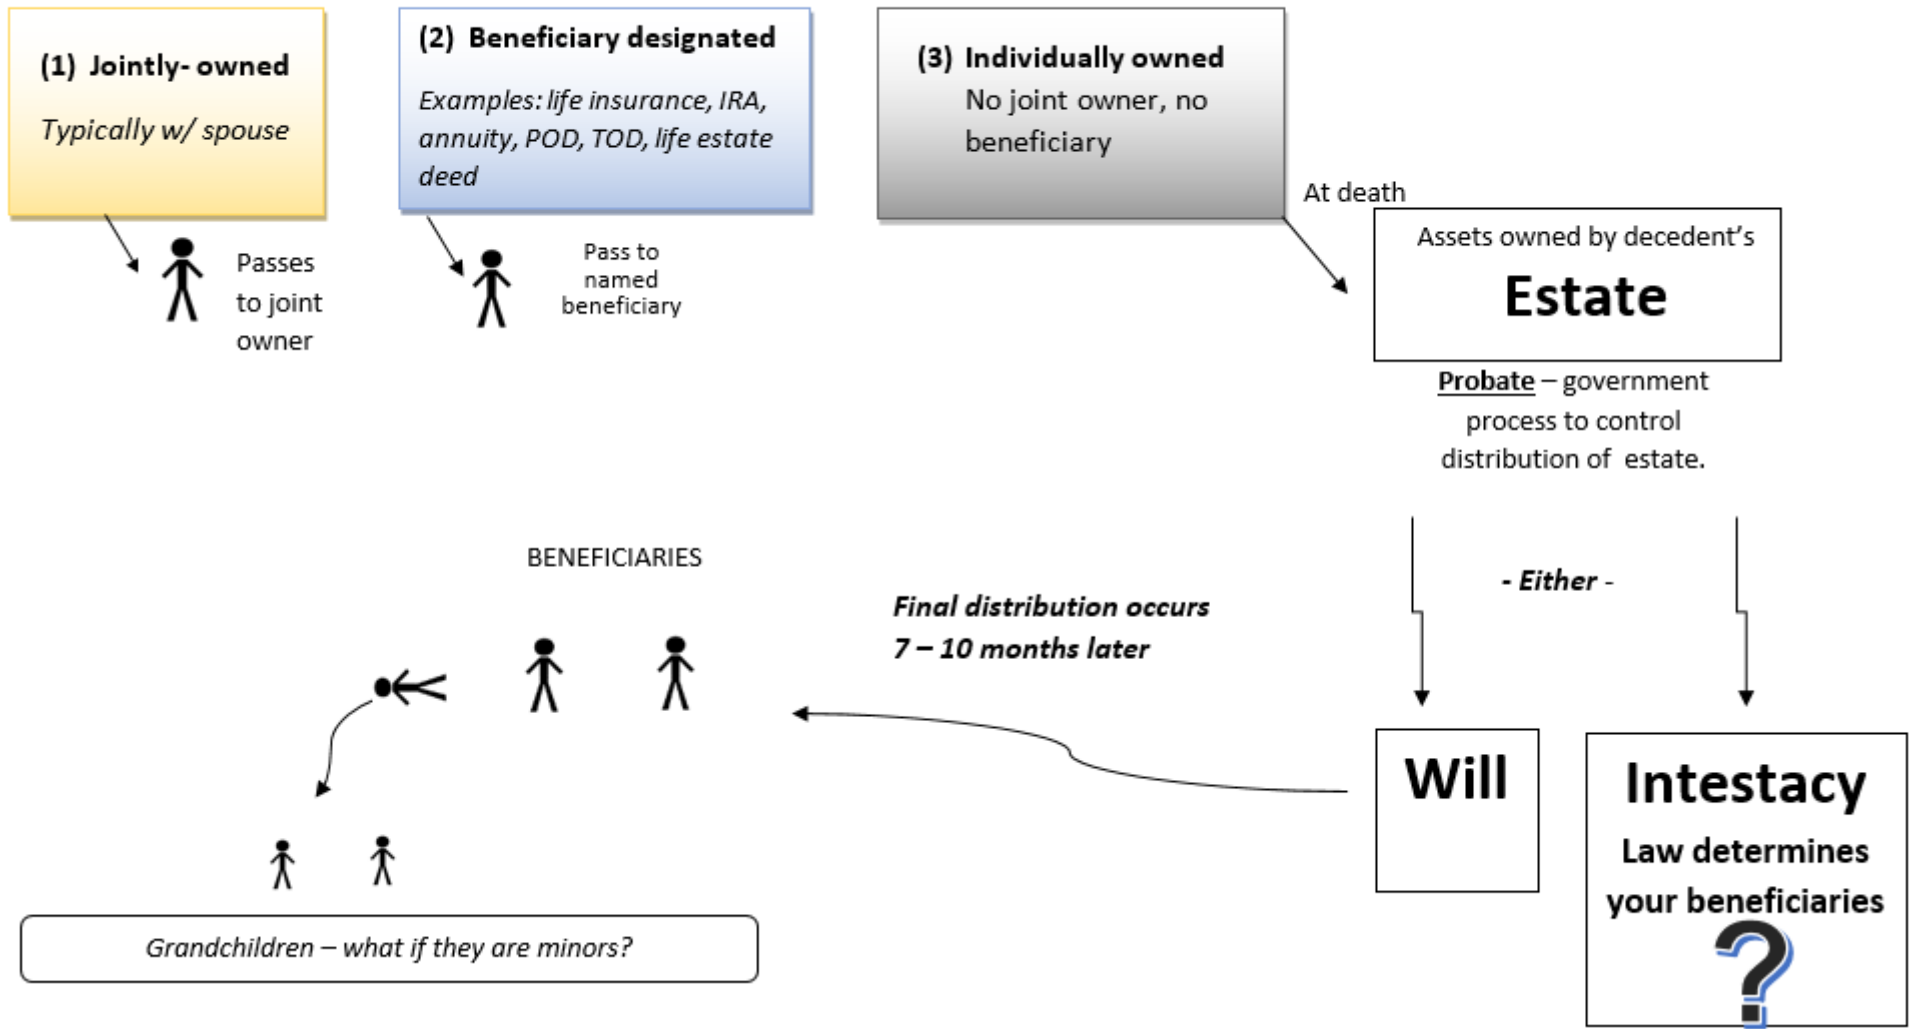 (1) Jointly- owned
Typically w/ spouse
(2) Beneficiary designated
Examples: life insurance, IRA,
annuity, POD, TOD, life estate
deed
(3) Individually owned
No joint owner, no
beneficiary
Passes
to joint
owner
Pass to
named
beneficiary
At death
Assets owned by decedent’s
Estate
Probate – government
process to control
distribution of estate.
- Either -
BENEFICIARIES
Final distribution occurs
7 – 10 months later
Will
Intestacy
Law determines
your beneficiaries
?
Grandchildren – what if they are minors?